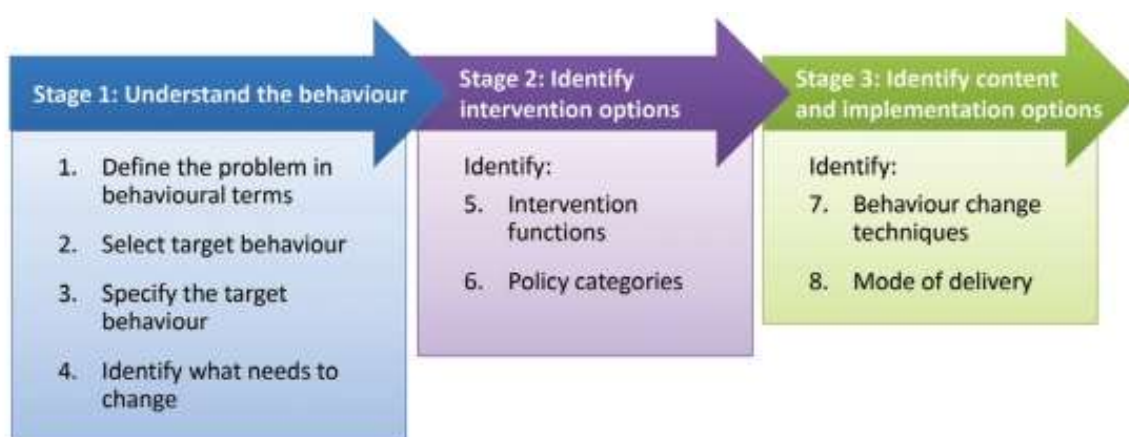 Stage 1: Understand the behaviour
1. Define the problem in
behavioural terms
2. Select target behaviour
3. Specify the target
behaviour
4. Identify what needs to
change
Stage 2: Identify
intervention options
Identify:
5. Intervention
functions
6. Policy categories
Stage 3: Identify content
and implementation options
Identify:
7. Behaviour change
techniques
8. Mode of delivery